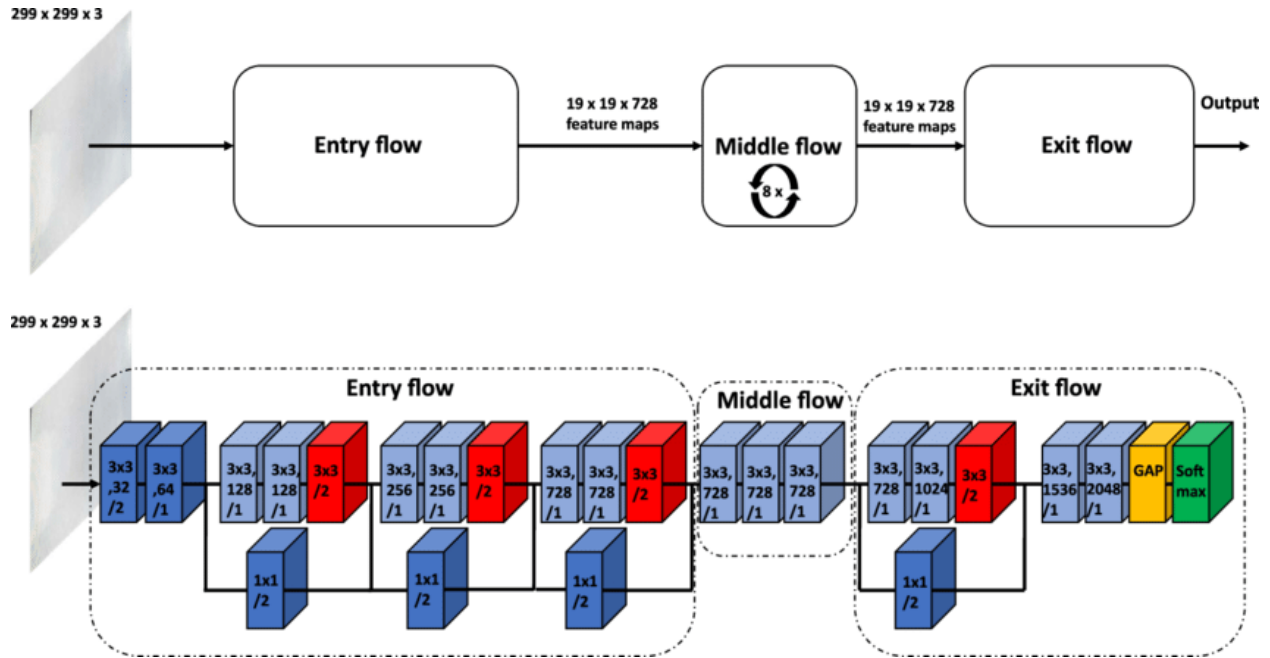 299 x 299 x 3
Entry flow
19 x 19 x 728
feature maps
Middle flow
8 x
19 x 19 x 728
feature maps
Exit flow
Output
299 x 299 x 3
Entry flow
Middle flow
Exit flow
3x3
,32
/2
3x3
,64
/1
3x3,
128
/1
3x3,
128
/1
3x3
/2
3x3,
256
/1
3x3,
256
/1
3x3
/2
3x3,
728
/1
3x3,
728
/1
3x3
/2
3x3,
728
/1
3x3,
728
/1
3x3,
728
/1
3x3,
728
/1
3x3,
1024
/1
3x3
/2
3x3,
1536
/1
3x3,
2048
/1
GAP
Soft
max
1x1
/2
1x1
/2
1x1
/2
1x1
/2